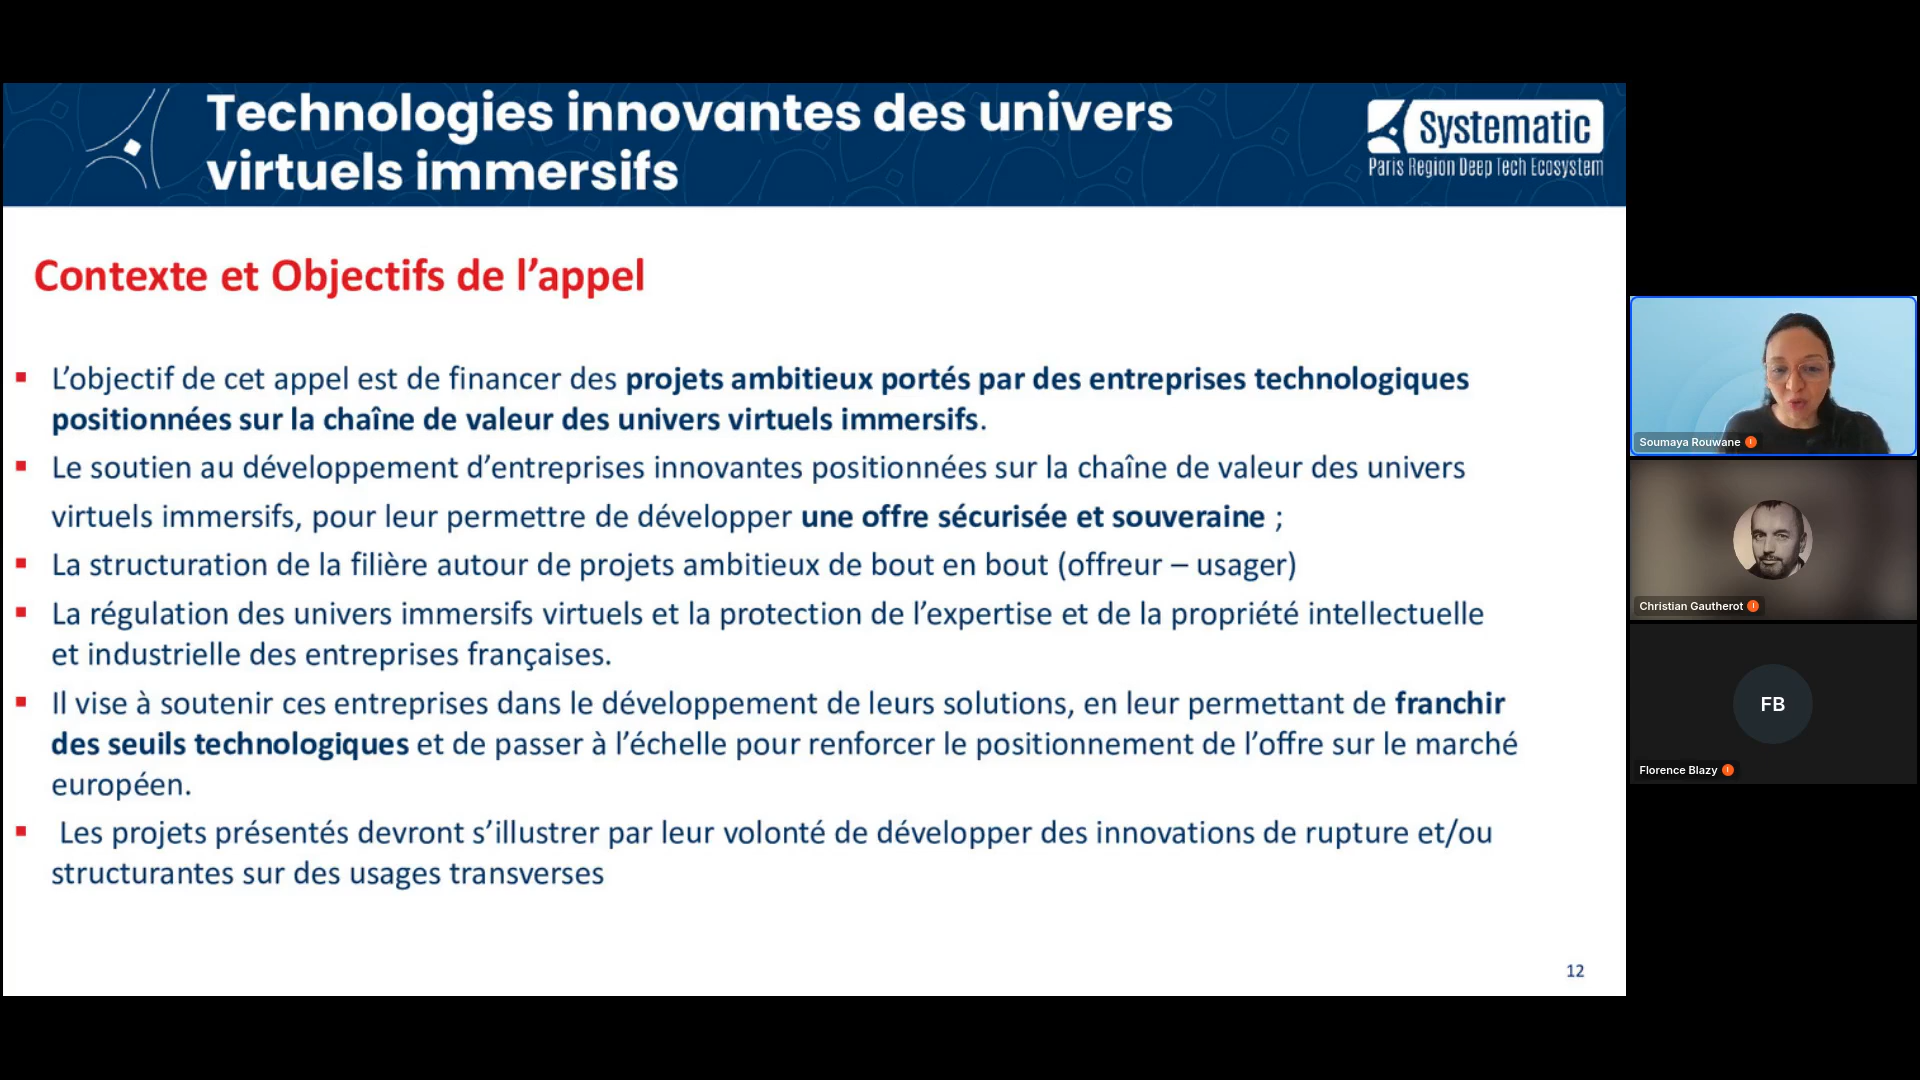 Technologies innovantes des univers
virtuels immersifs
Systematic
Paris Region Deep Tech Ecosystem
Contexte et Objectifs de l’appel
▪ L’objectif de cet appel est de financer des projets ambitieux portés par des entreprises technologiques
positionnées sur la chaîne de valeur des univers virtuels immersifs.
▪ Le soutien au développement d’entreprises innovantes positionnées sur la chaîne de valeur des univers
virtuels immersifs, pour leur permettre de développer une offre sécurisée et souveraine ;
▪ La structuration de la filière autour de projets ambitieux de bout en bout (offreur – usager)
▪ La régulation des univers immersifs virtuels et la protection de l’expertise et de la propriété intellectuelle
et industrielle des entreprises françaises.
▪ Il vise à soutenir ces entreprises dans le développement de leurs solutions, en leur permettant de franchir
des seuils technologiques et de passer à l’échelle pour renforcer le positionnement de l’offre sur le marché
européen.
▪ Les projets présentés devront s’illustrer par leur volonté de développer des innovations de rupture et/ou
structurantes sur des usages transverses
12
Soumaya Rouwane
Christian Gautherot
FB
Florence Blazy